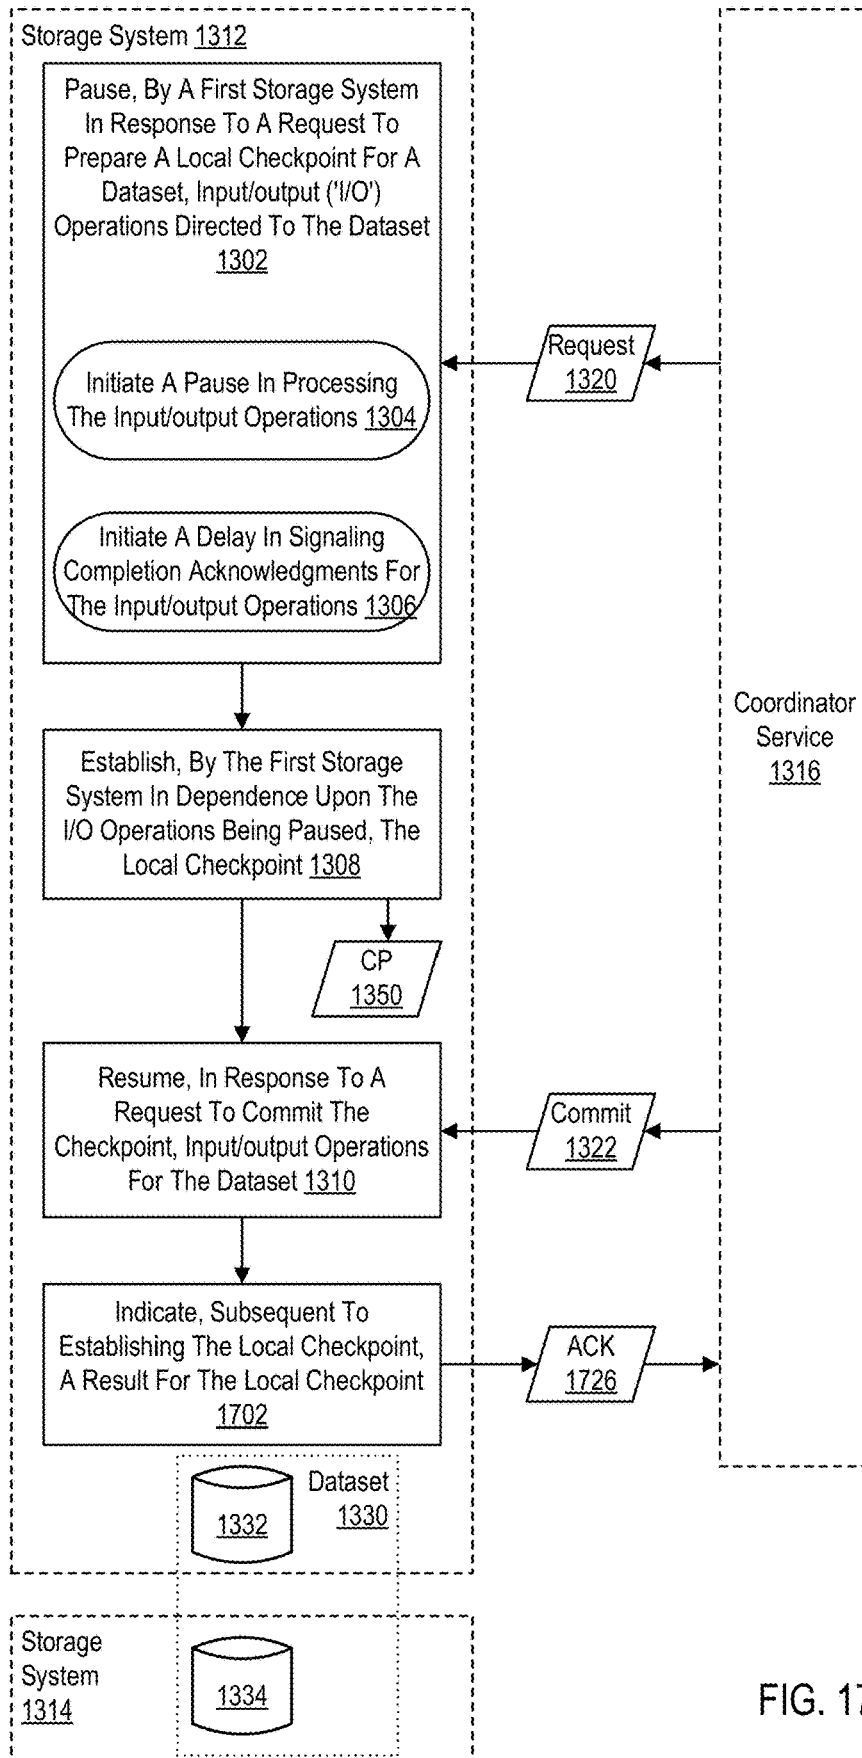 Storage System 1312
Pause, By A First Storage System
In Response To A Request To
Prepare A Local Checkpoint For A
Dataset, Input/output ('I/O')
Operations Directed To The Dataset
1302
Request
1320
Initiate A Pause In Processing
The Input/output Operations 1304
Initiate A Delay In Signaling
Completion Acknowledgments For
The Input/output Operations 1306
Coordinator
Service
1316
Establish, By The First Storage
System In Dependence Upon The
I/O Operations Being Paused, The
Local Checkpoint 1308
CP
1350
Resume, In Response To A
Request To Commit The
Checkpoint, Input/output Operations
For The Dataset 1310
Commit
1322
Indicate, Subsequent To
Establishing The Local Checkpoint,
A Result For The Local Checkpoint
1702
ACK
1726
Dataset
1330
1332
Storage
System
1314
1334
FIG. 17